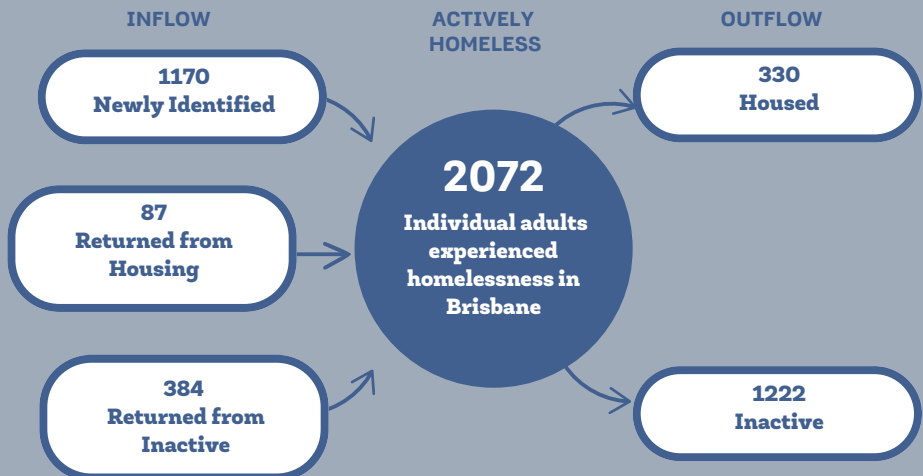 INFLOW
ACTIVELY
HOMELESS
OUTFLOW
1170
Newly Identified
87
Returned from
Housing
384
Returned from
Inactive
2072
Individual adults
experienced
homelessness in
Brisbane
330
Housed
1222
Inactive